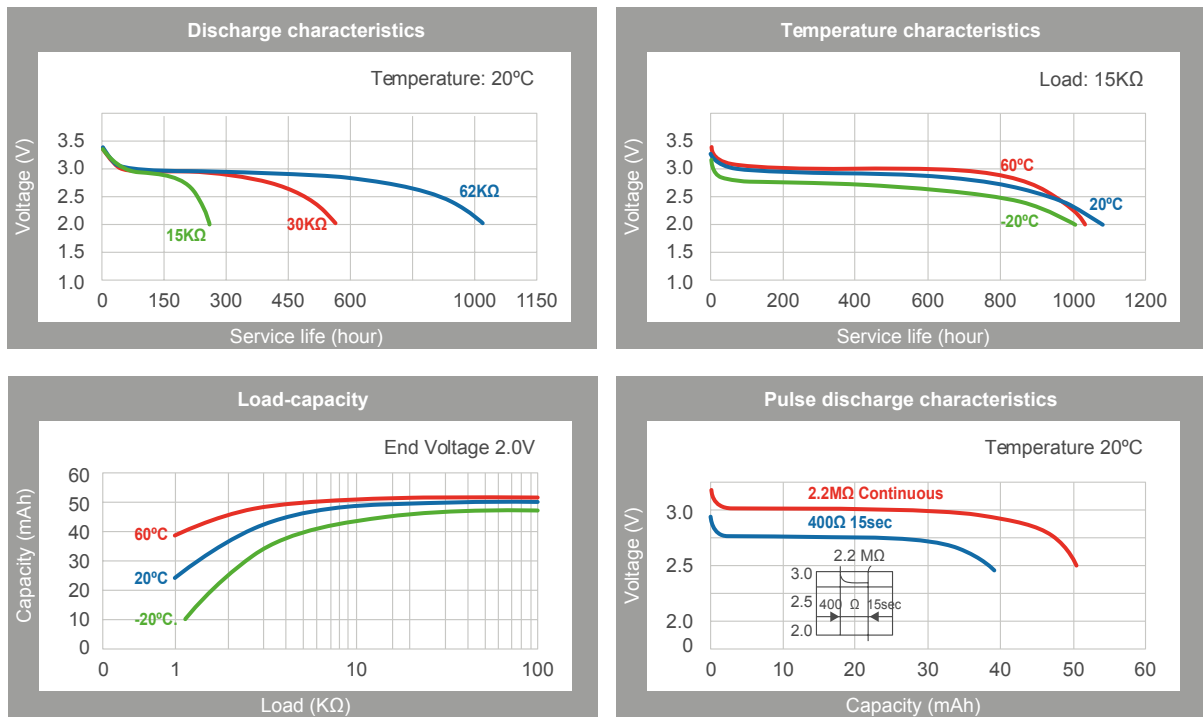 Discharge characteristics
Temperature: 20ºC
Voltage (V)
3.5
3.0
2.5
2.0
1.5
1.0
15KΩ
30KΩ
62KΩ
0 150 300 450 600 1000 1150
Service life (hour)
Temperature characteristics
Load: 15KΩ
Voltage (V)
3.5
3.0
2.5
2.0
1.5
1.0
60ºC
20ºC
-20ºC
0 200 400 600 800 1000 1200
Service life (hour)
Load-capacity
End Voltage 2.0V
Capacity (mAh)
60
50
40
30
20
10
0
60ºC
20ºC
-20ºC.
0 1 10 100
Load (KΩ)
Pulse discharge characteristics
Temperature 20ºC
Voltage (V)
3.0
2.5
2.0
0
2.2MΩ Continuous
400Ω 15sec
2.2 MΩ
3.0
2.5
2.0
400 Ω 15sec
0 10 20 30 40 50 60
Capacity (mAh)